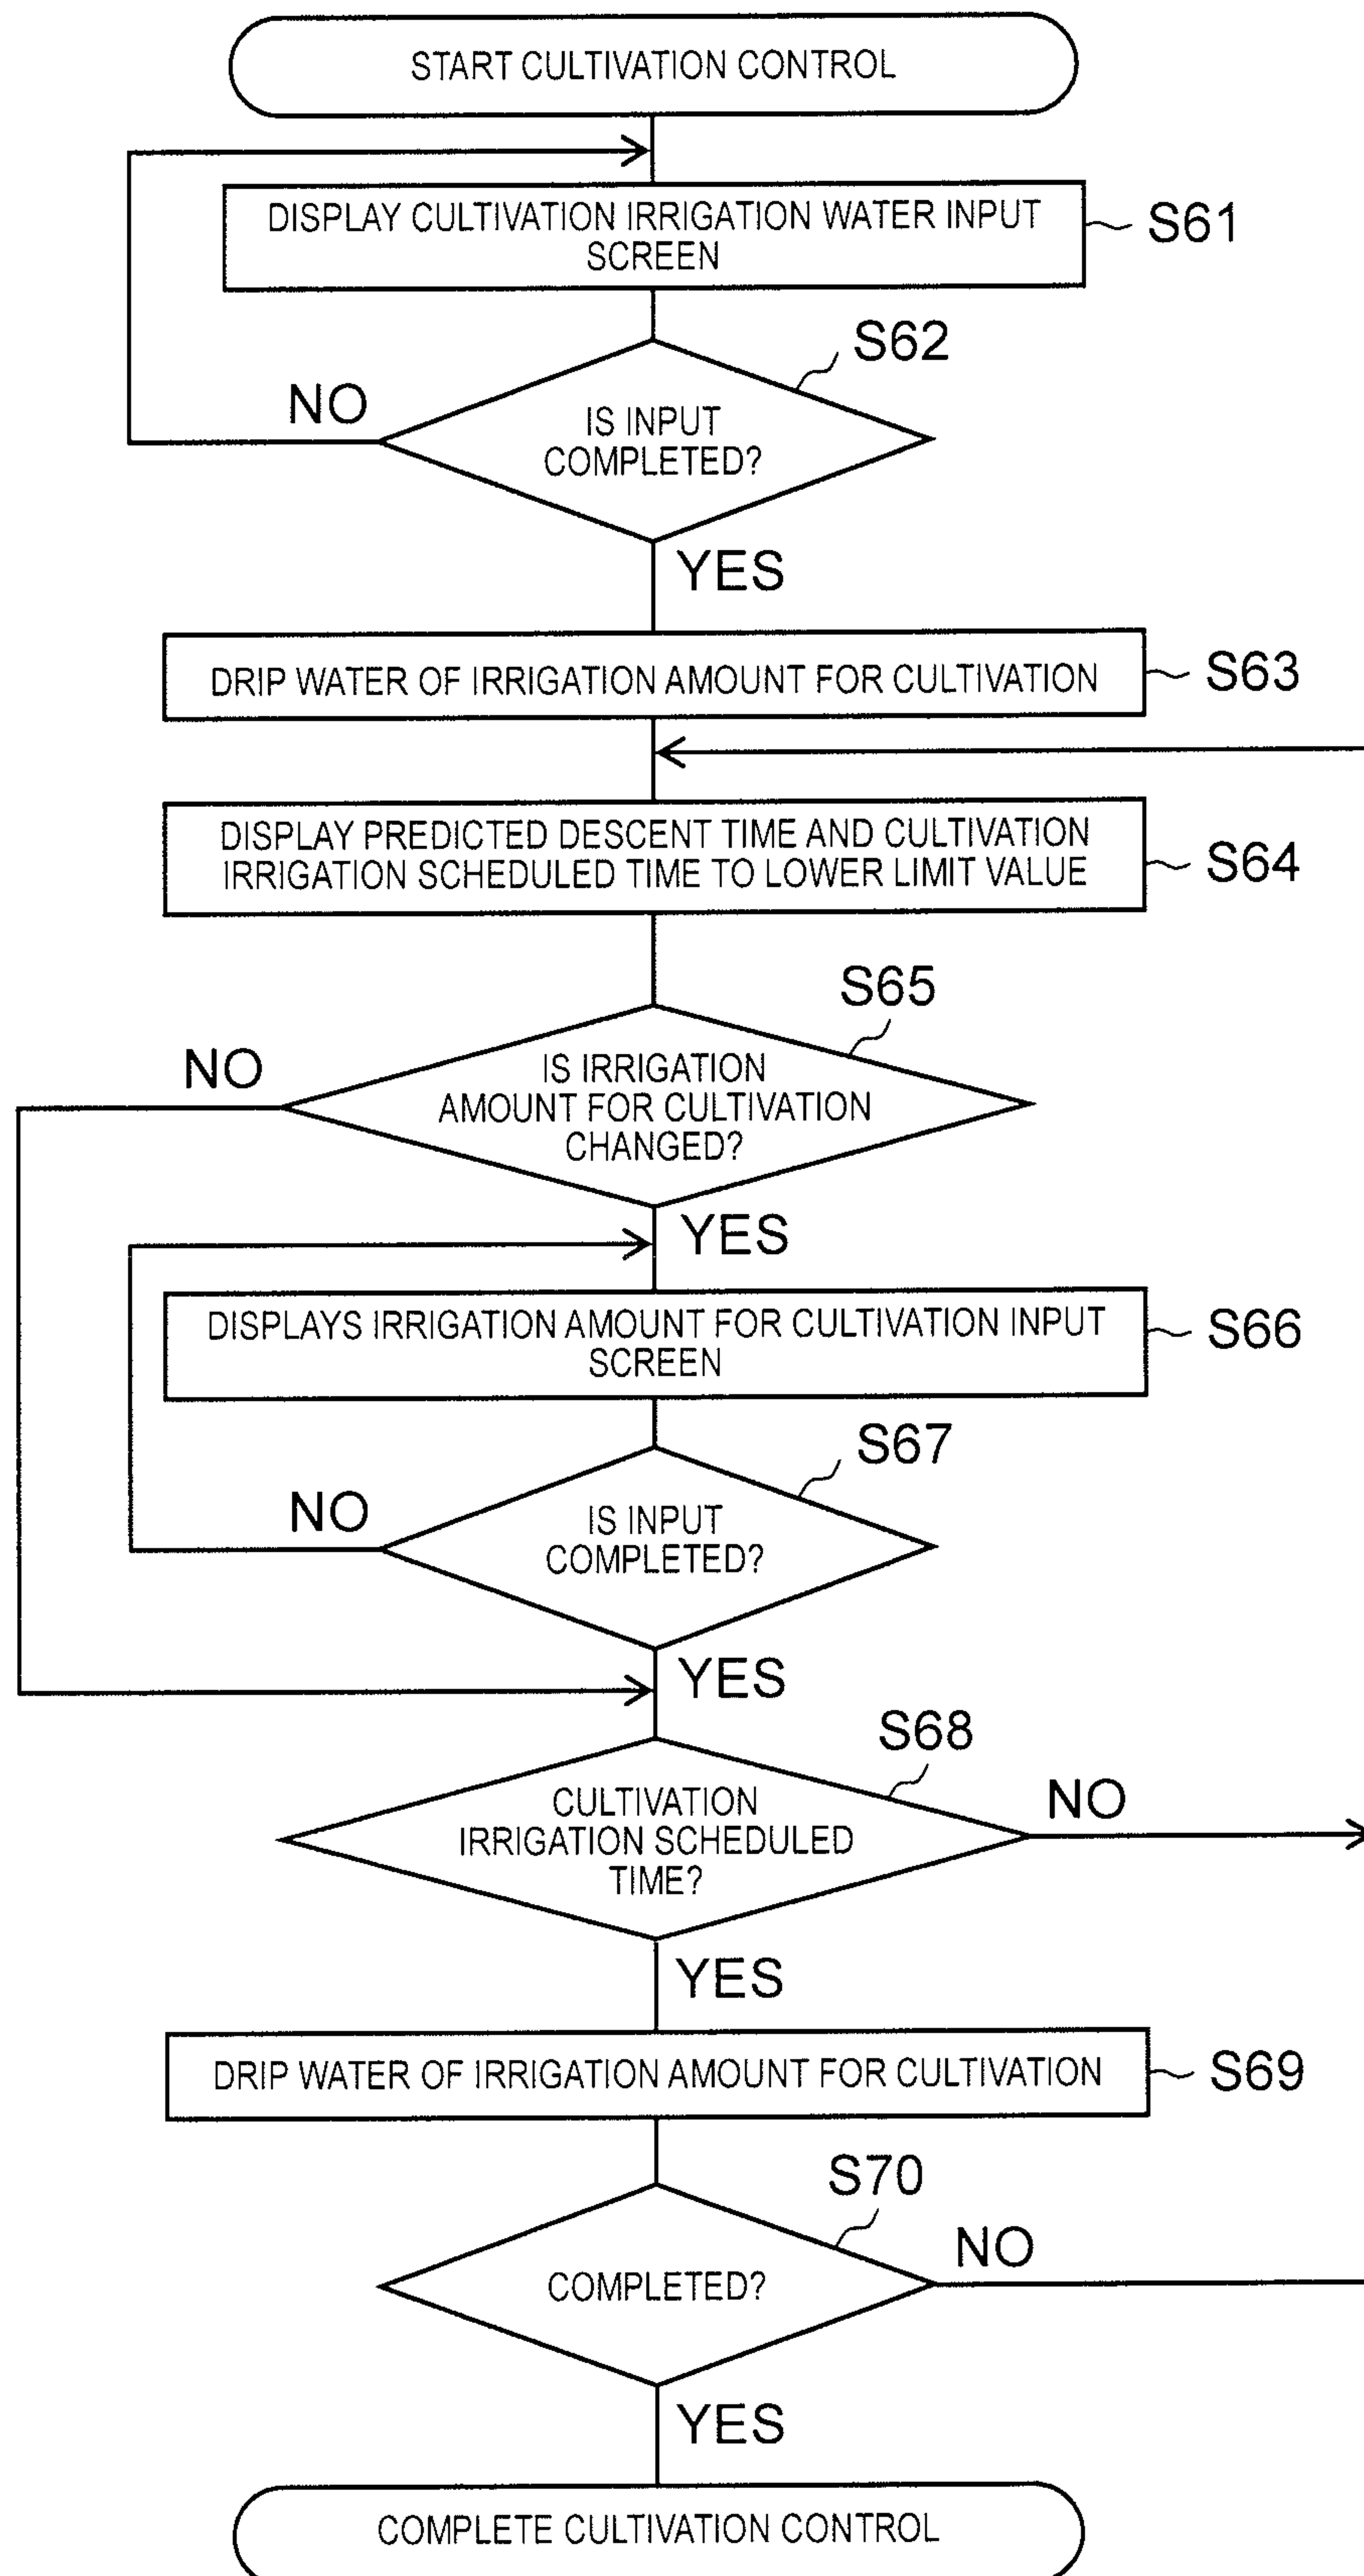 START CULTIVATION CONTROL
DISPLAY CULTIVATION IRRIGATION WATER INPUT
SCREEN
S61
S62
NO
IS INPUT
COMPLETED?
YES
DRIP WATER OF IRRIGATION AMOUNT FOR CULTIVATION
S63
DISPLAY PREDICTED DESCENT TIME AND CULTIVATION
IRRIGATION SCHEDULED TIME TO LOWER LIMIT VALUE
S64
S65
NO
IS IRRIGATION
AMOUNT FOR CULTIVATION
CHANGED?
YES
DISPLAYS IRRIGATION AMOUNT FOR CULTIVATION INPUT
SCREEN
S66
S67
NO
IS INPUT
COMPLETED?
YES
S68
CULTIVATION
IRRIGATION SCHEDULED
TIME?
NO
YES
DRIP WATER OF IRRIGATION AMOUNT FOR CULTIVATION
S69
S70
COMPLETED?
NO
YES
COMPLETE CULTIVATION CONTROL